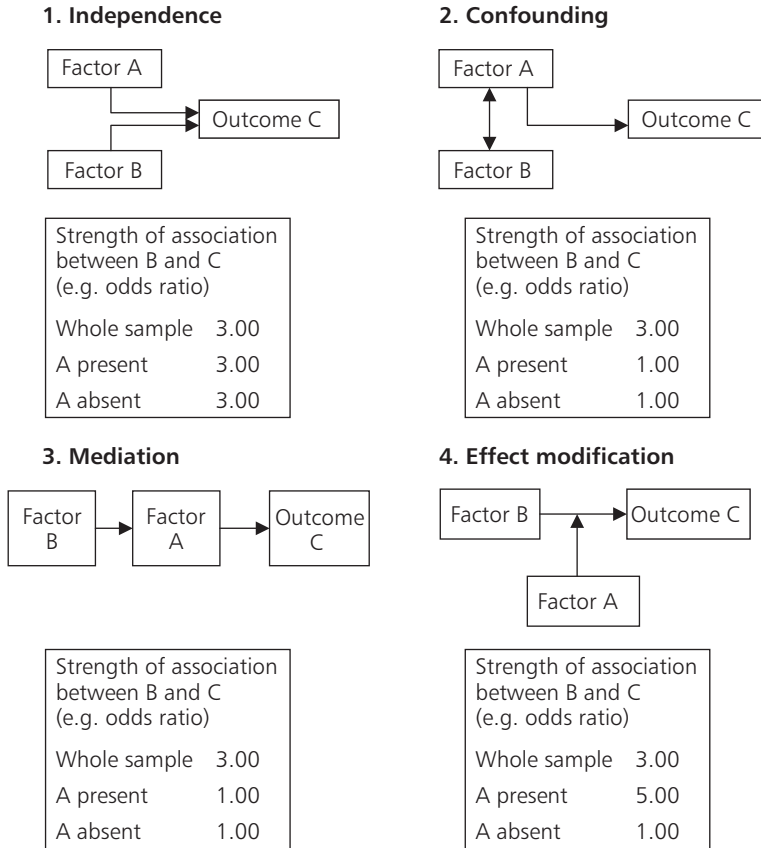 1. Independence
Factor A
Outcome C
Factor B
Strength of association
between B and C
(e.g. odds ratio)
Whole sample 3.00
A present 3.00
A absent 3.00
2. Confounding
Factor A
Outcome C
Factor B
Strength of association
between B and C
(e.g. odds ratio)
Whole sample 3.00
A present 1.00
A absent 1.00
3. Mediation
Factor
B
Factor
A
Outcome
C
Strength of association
between B and C
(e.g. odds ratio)
Whole sample 3.00
A present 1.00
A absent 1.00
4. Effect modification
Factor B
Outcome C
Factor A
Strength of association
between B and C
(e.g. odds ratio)
Whole sample 3.00
A present 5.00
A absent 1.00